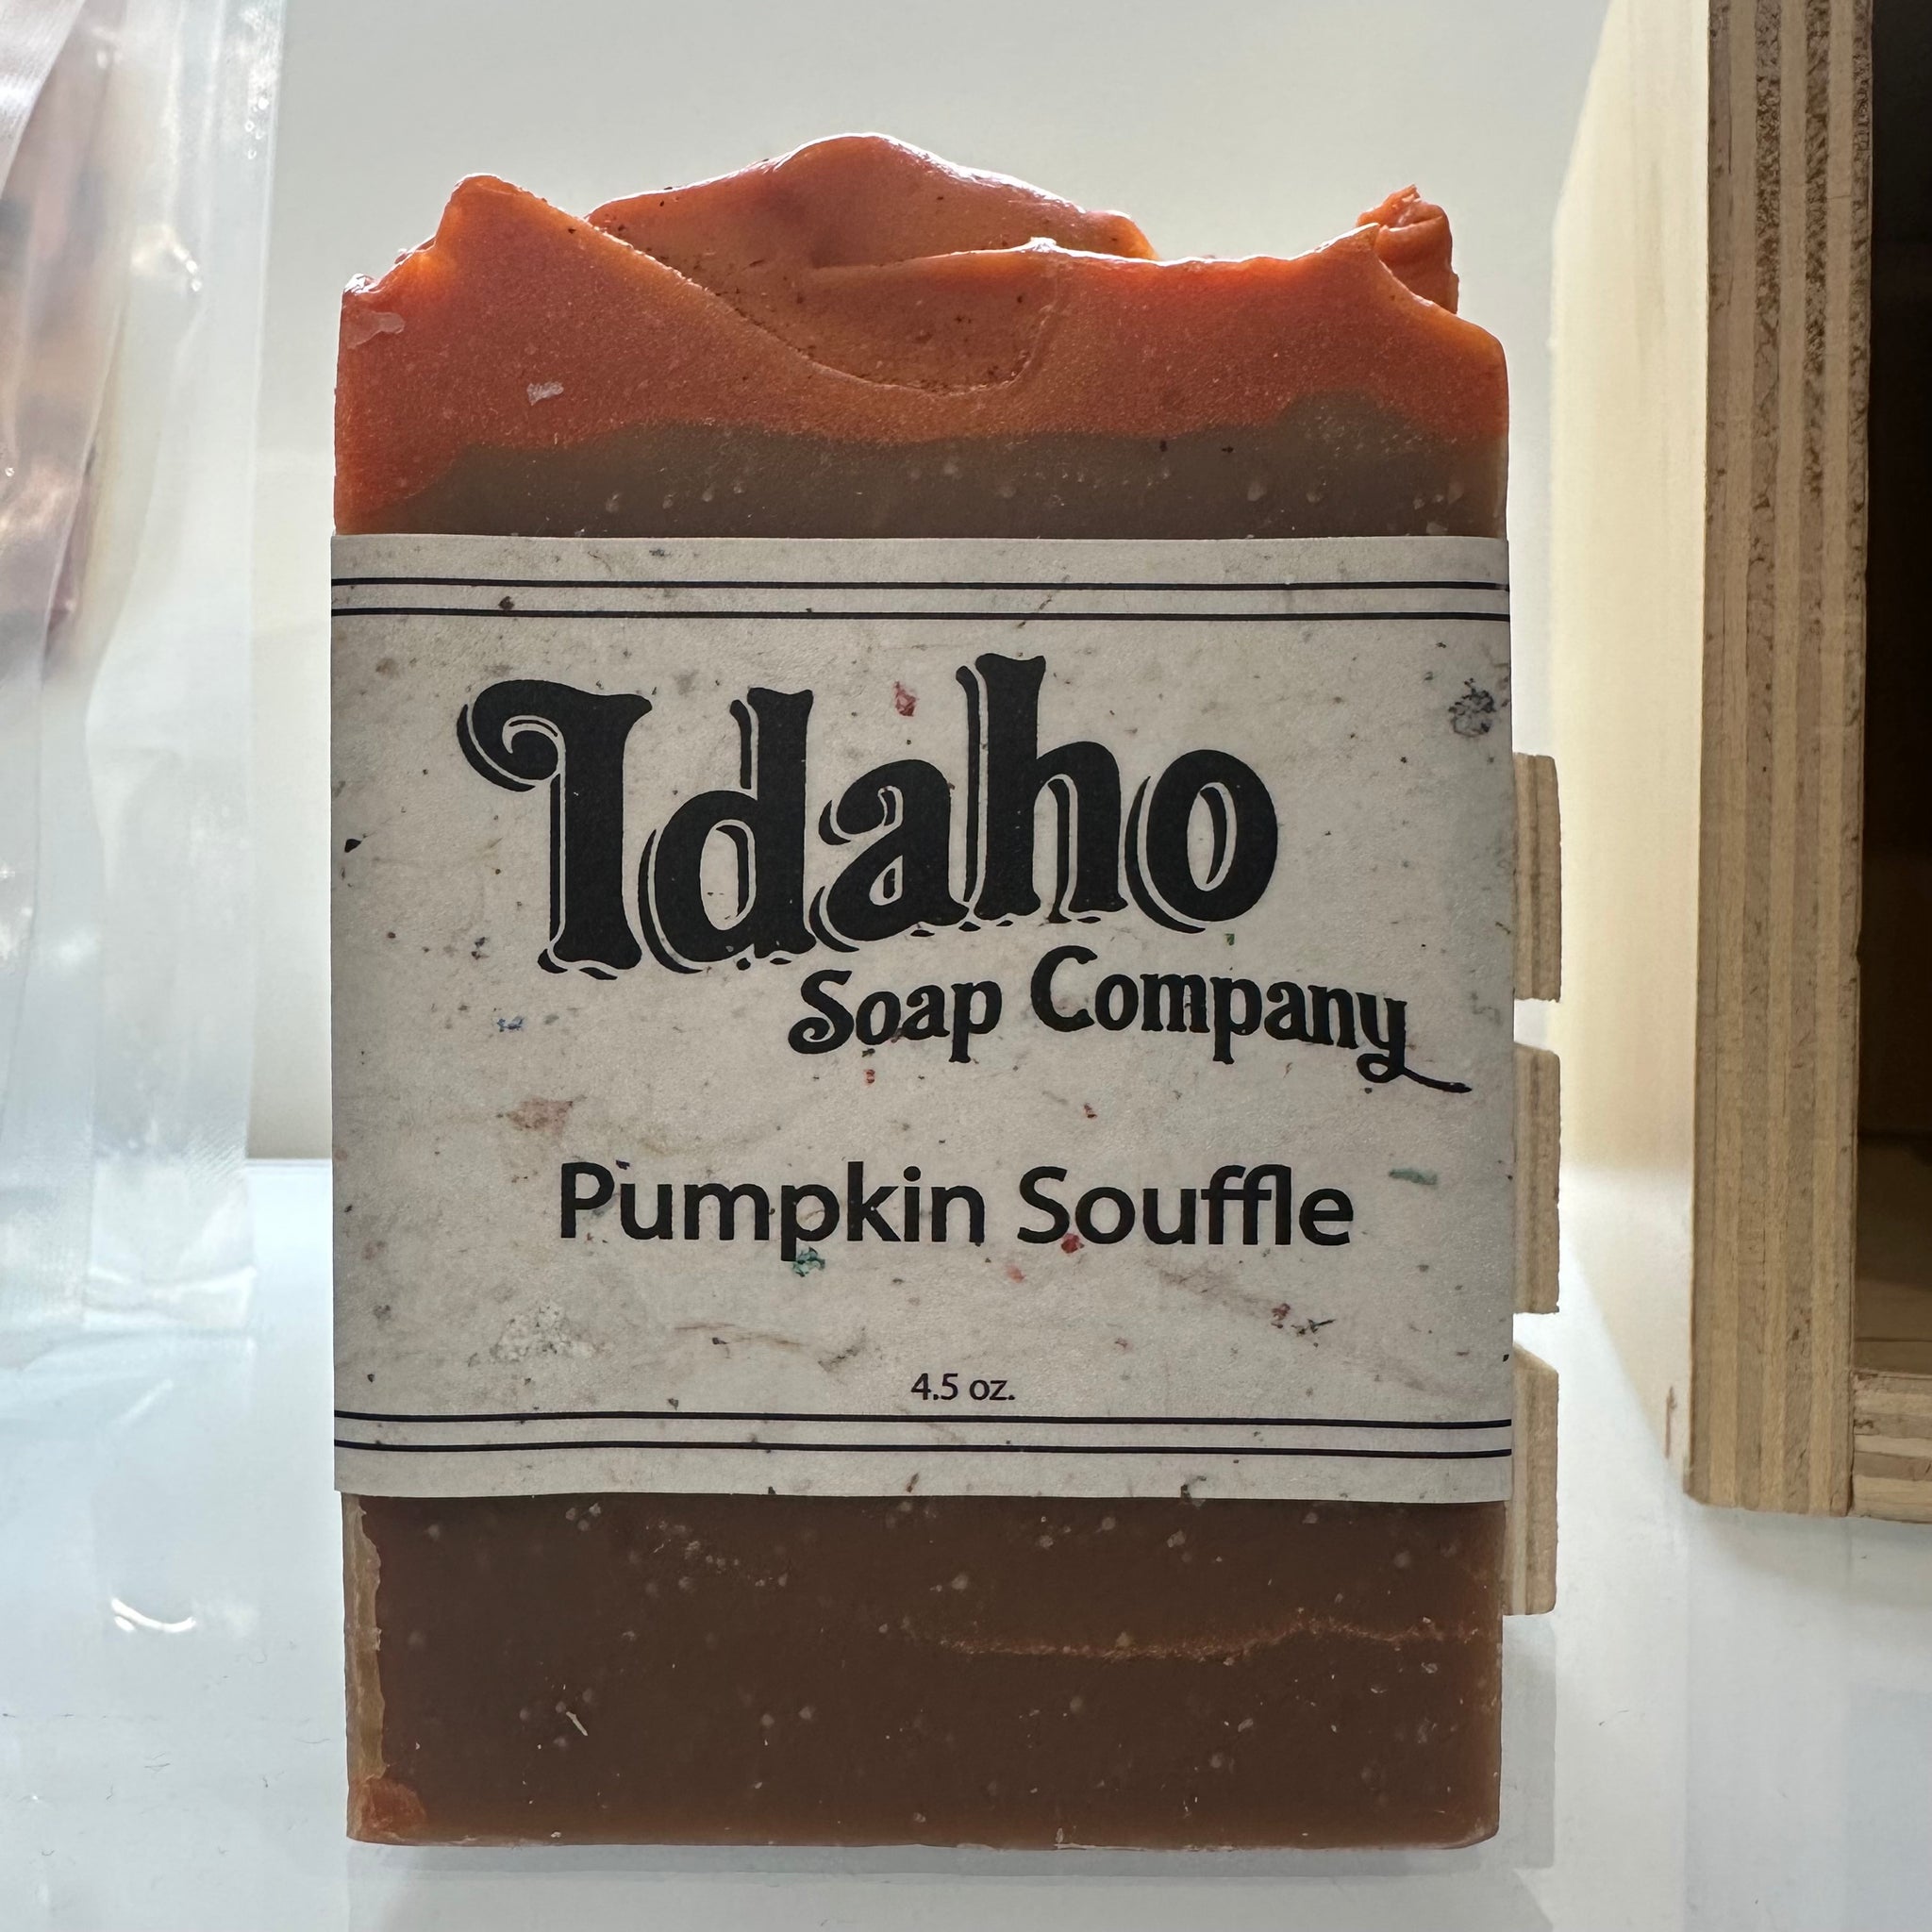 Idaho
Soap Company
Pumpkin Souffle
4.5 oz.